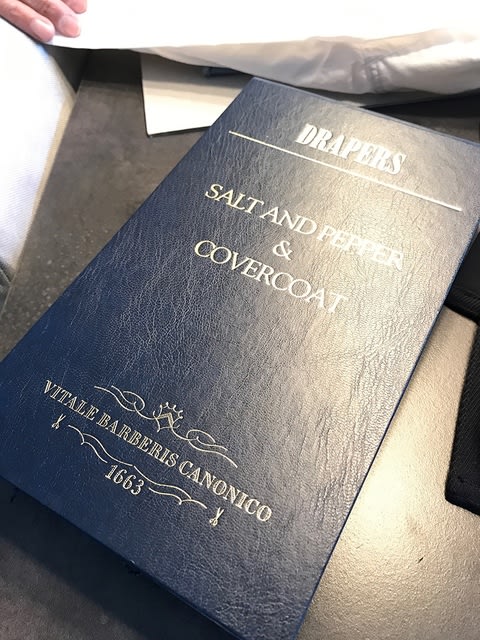 DRAPERS
SALT AND PEPPER
&
COVERCOAT
VITALE BARBERIS CANONICO
1663